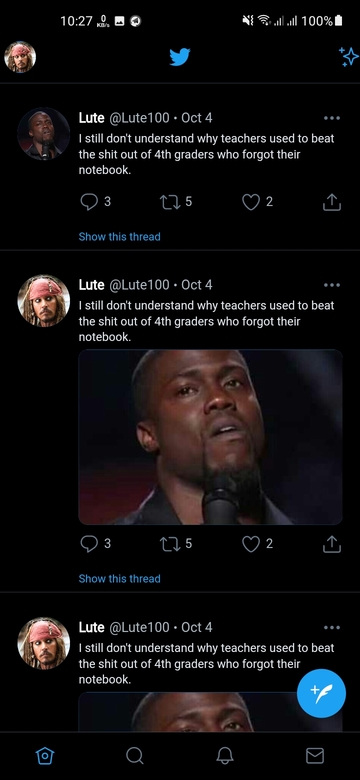 10:27 0 KB/s 100%
Lute @Lute100 • Oct 4
I still don't understand why teachers used to beat
the shit out of 4th graders who forgot their
notebook.
3 5 2
Show this thread
Lute @Lute100 • Oct 4
I still don't understand why teachers used to beat
the shit out of 4th graders who forgot their
notebook.
3 5 2
Show this thread
Lute @Lute100 • Oct 4
I still don't understand why teachers used to beat
the shit out of 4th graders who forgot their
notebook.